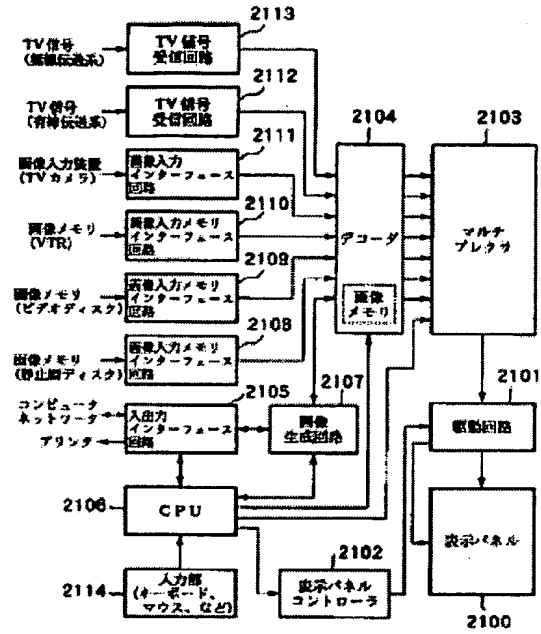 2113
TV信号
(無線伝送系)
TV信号
受信回路
2112
TV信号
(有線伝送系)
TV信号
受信回路
2111
画像入力装置
(TVカメラ)
画像入力
インターフェース
回路
2110
画像メモリ
(VTR)
画像入力メモリ
インターフェース
回路
2109
画像メモリ
(ビデオディスク)
画像入力メモリ
インターフェース
回路
2108
画像メモリ
(静止画ディスク)
画像入力メモリ
インターフェース
回路
2105
コンピュータ
ネットワーク
プリンタ
入出力
インターフェース
回路
2107
画像
生成回路
2106
CPU
2114
入力部
(キーボード、
マウス、など)
2102
表示パネル
コントローラ
2104
デコーダ
画像
メモリ
2103
マルチ
プレクサ
2101
駆動回路
表示パネル
2100